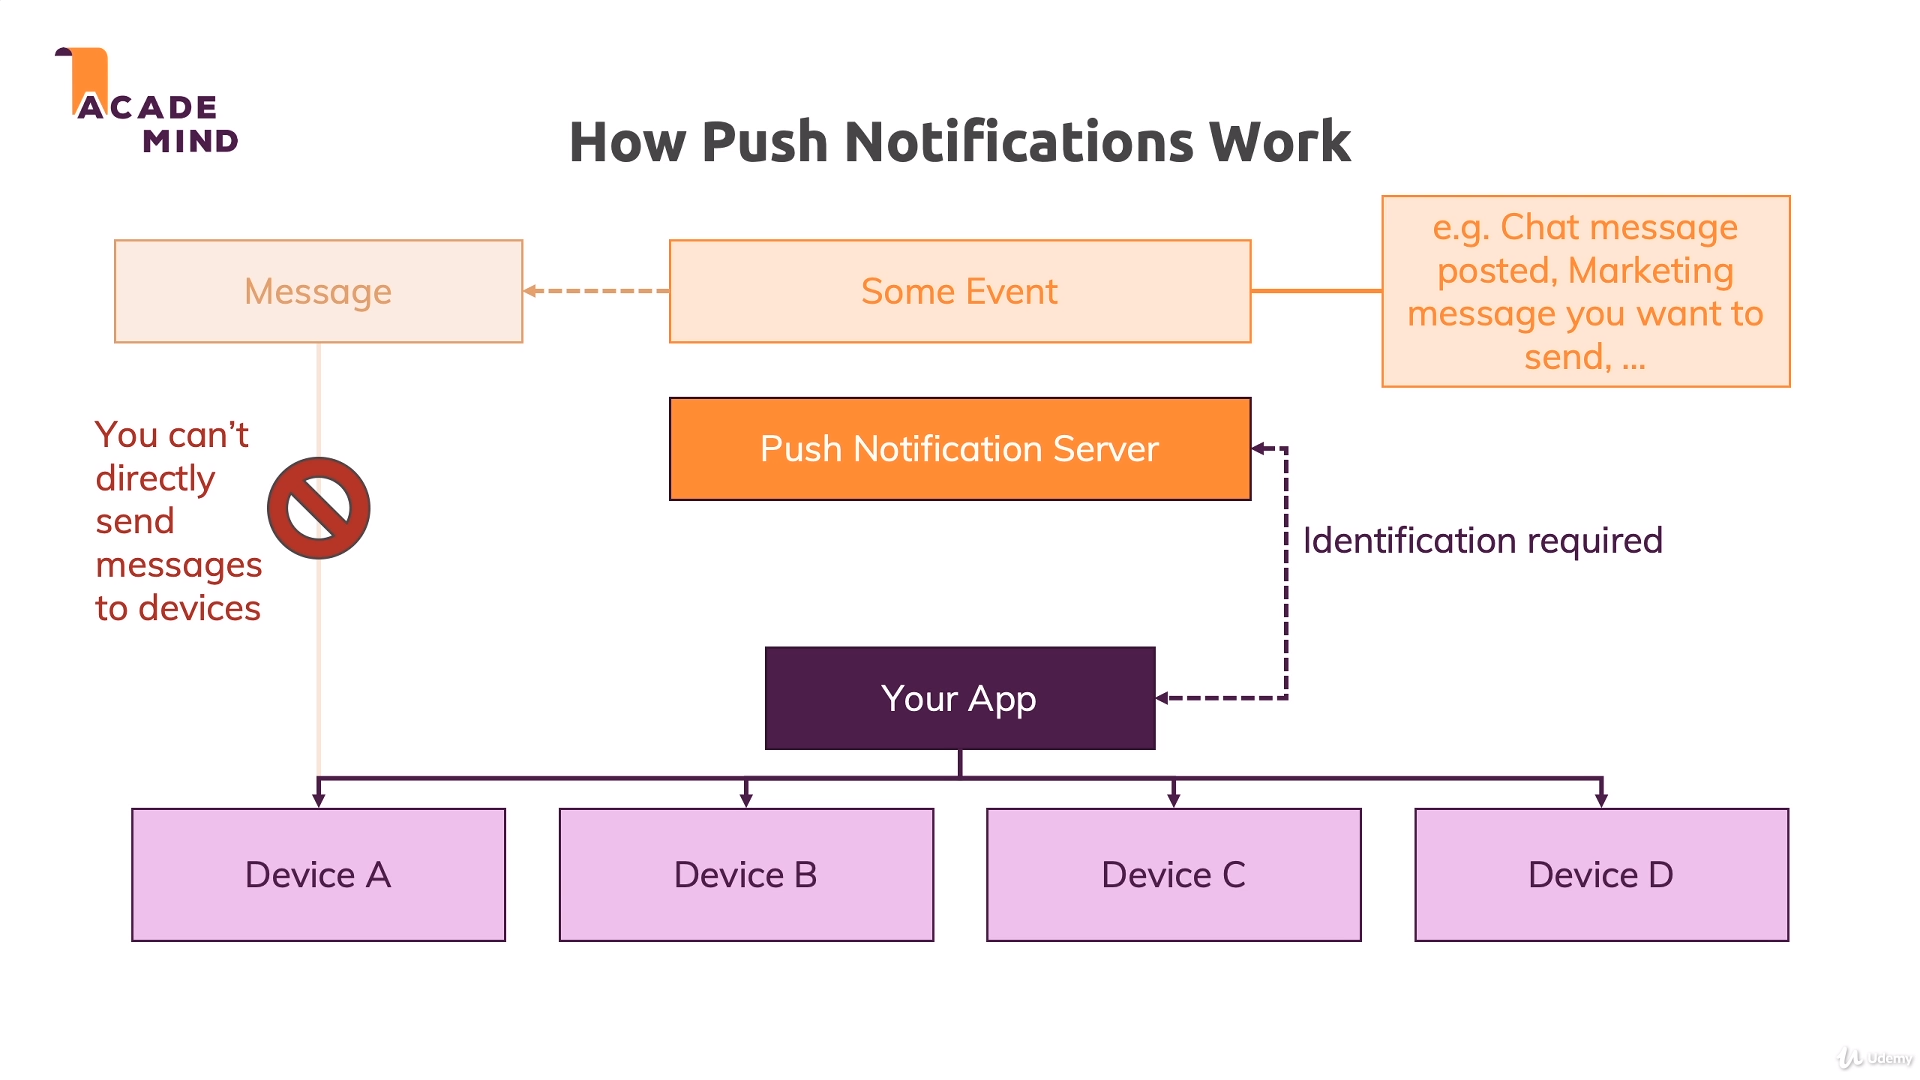 ACADE
MIND
How Push Notifications Work
Message
Some Event
e.g. Chat message
posted, Marketing
message you want to
send, ...
You can’t
directly
send
messages
to devices
Push Notification Server
Identification required
Your App
Device A
Device B
Device C
Device D
Udemy